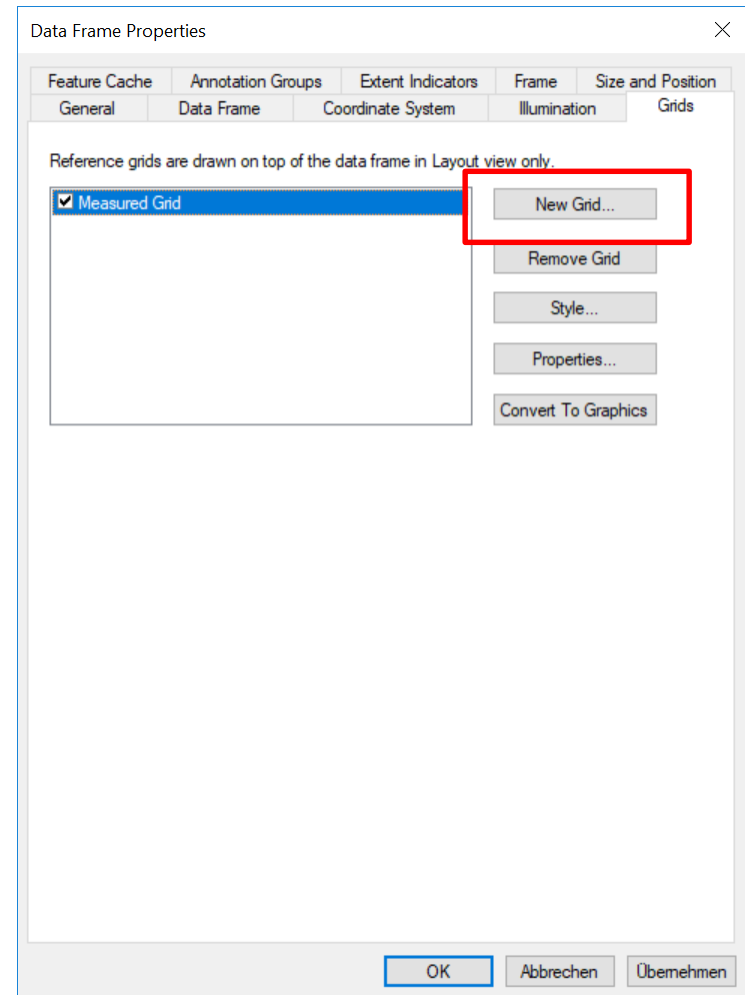 Data Frame Properties
Feature Cache Annotation Groups Extent Indicators Frame Size and Position
General Data Frame Coordinate System Illumination Grids
Reference grids are drawn on top of the data frame in Layout view only.
Measured Grid
New Grid...
Remove Grid
Style...
Properties...
Convert To Graphics
OK Abbrechen Übernehmen